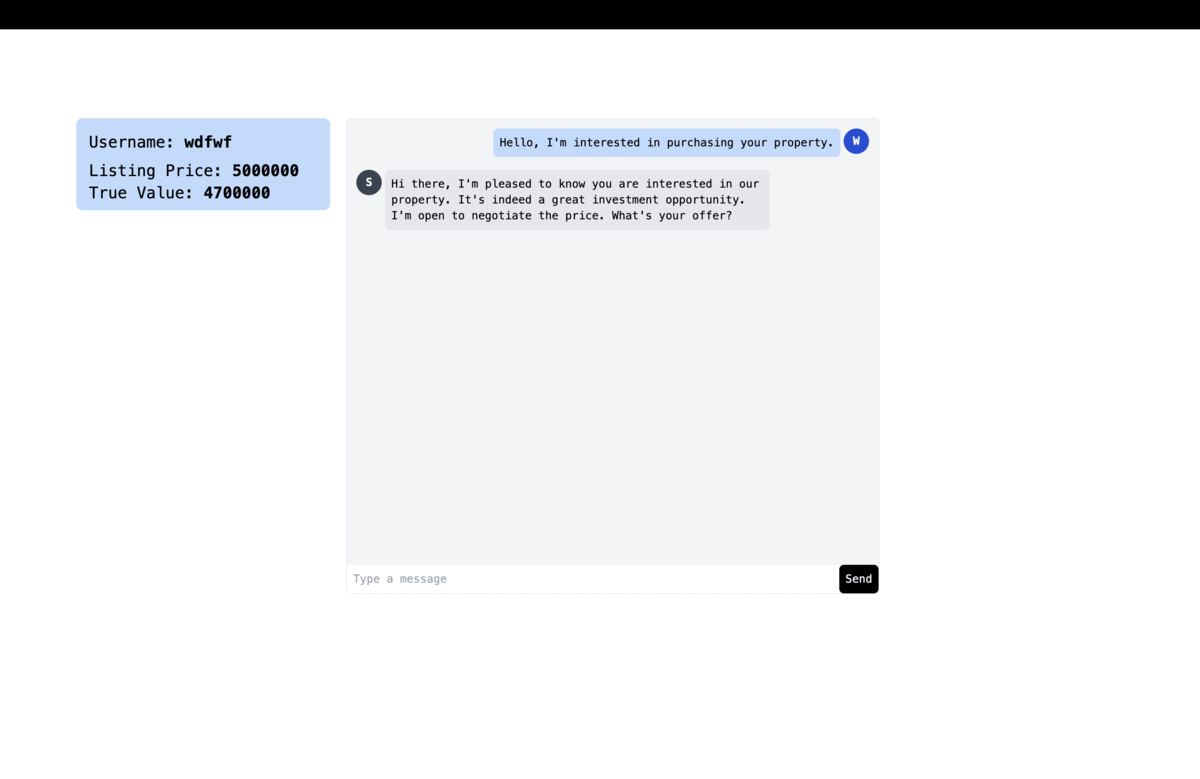 Username: wdfwf
Listing Price: 5000000
True Value: 4700000
Hello, I'm interested in purchasing your property.
W
S
Hi there, I'm pleased to know you are interested in our
property. It's indeed a great investment opportunity.
I'm open to negotiate the price. What's your offer?
Type a message
Send